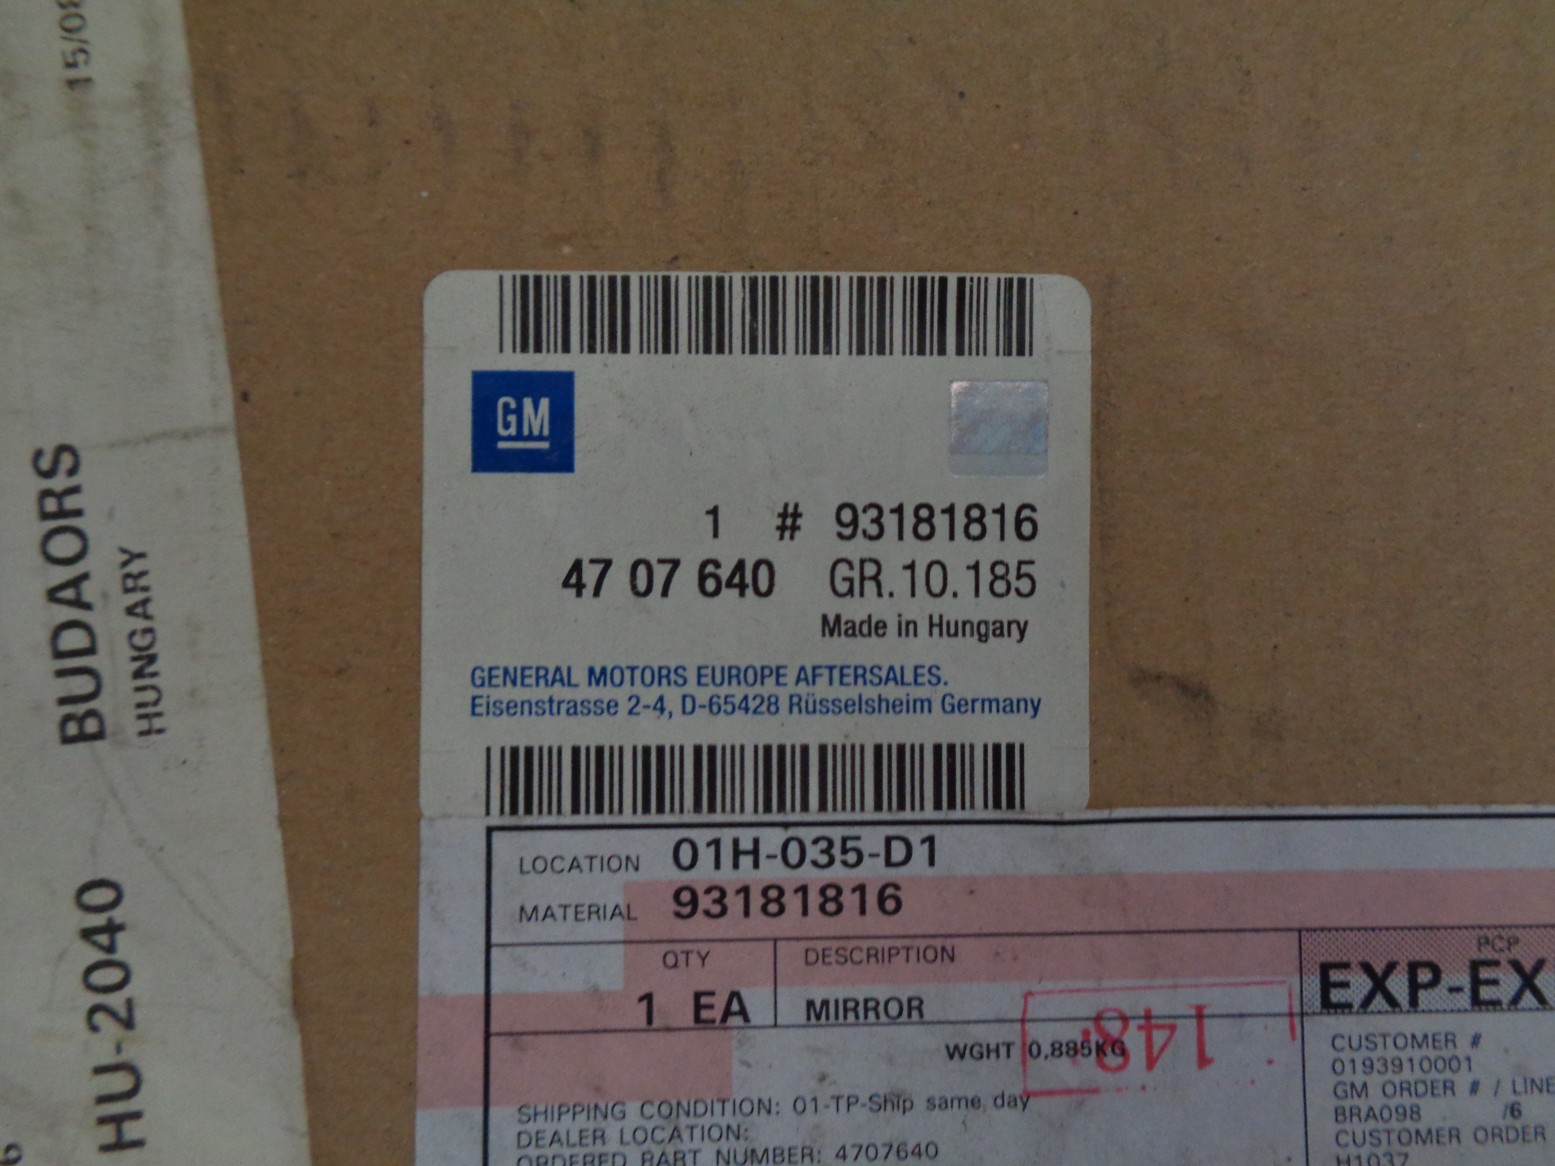 15/08
BUDAORS
HUNGARY
HU-2040
GM
1 # 93181816
47 07 640 GR.10.185
Made in Hungary
GENERAL MOTORS EUROPE AFTERSALES.
Eisenstrasse 2-4, D-65428 Rüsselsheim Germany
LOCATION 01H-035-D1
MATERIAL 93181816
QTY DESCRIPTION PCP
1 EA MIRROR EXP-EX
148
WGHT 0,885KG
CUSTOMER #
0193910001
GM ORDER # / LINE
BRA098 /6
CUSTOMER ORDER
H1037
SHIPPING CONDITION: 01-TP-Ship same day
DEALER LOCATION:
ORDERED PART NUMBER: 4707640